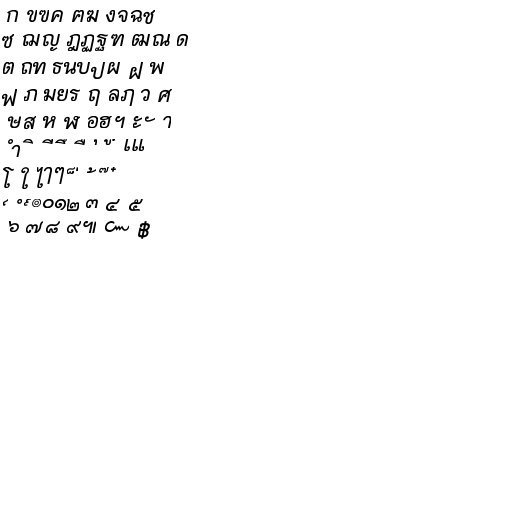 ก ขฃค ฅฆ งจฉช
ซ ฌญ ฎฏฐฑ ฒณ ด
ต ถท ธนบปผ ฝ พ
ฟ ภ มยร ฤ ลฦ ว ศ
ษส ห ฬ อฮฯ ะ ั า
ำ ิ ี ึ ื ุ ู ฺ เแ
โ ใ ไาๆ ็ ่ ้ ๊ ๋
์ ํ ๎๏๐๑๒ ๓ ๔ ๕
๖ ๗๘ ๙๚ ๛ ฿